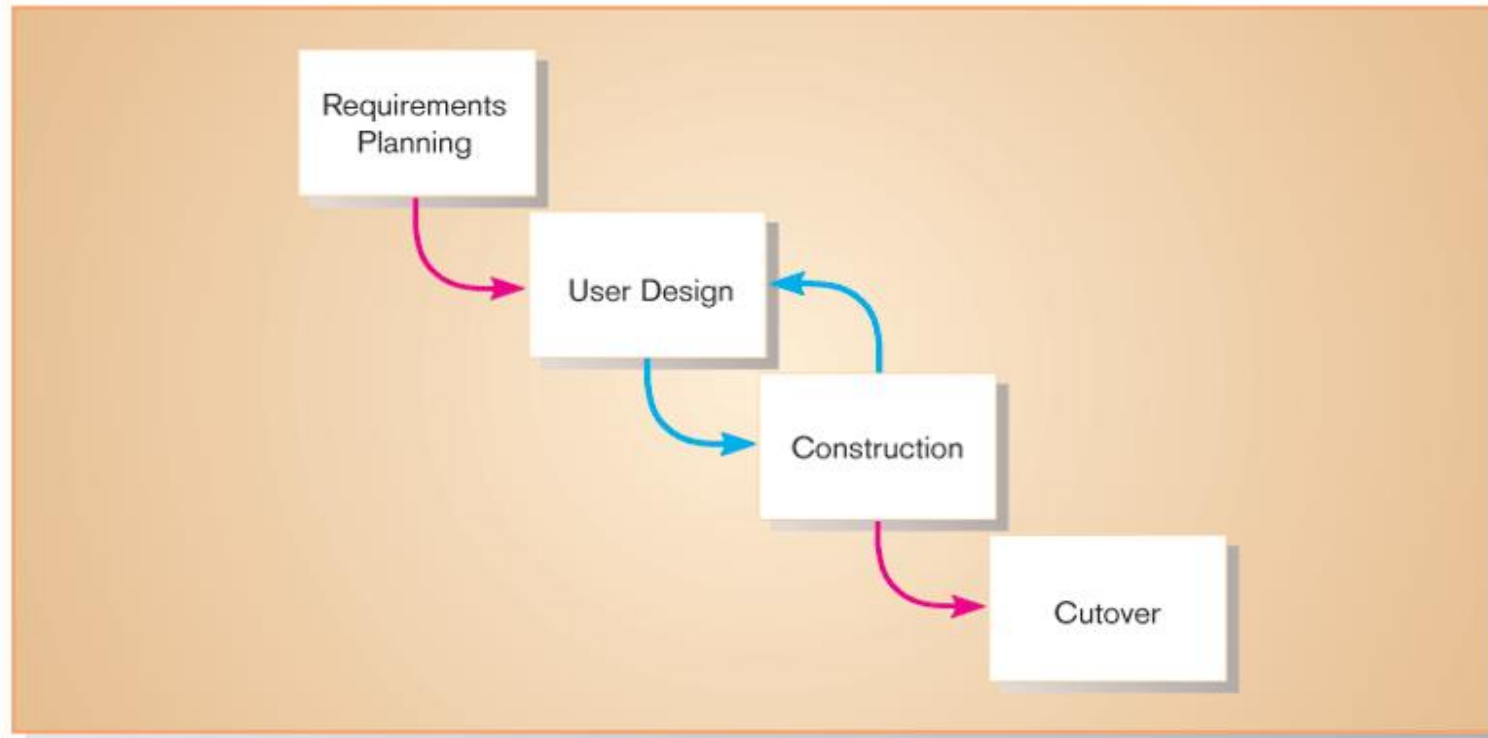 Requirements
Planning
User Design
Construction
Cutover